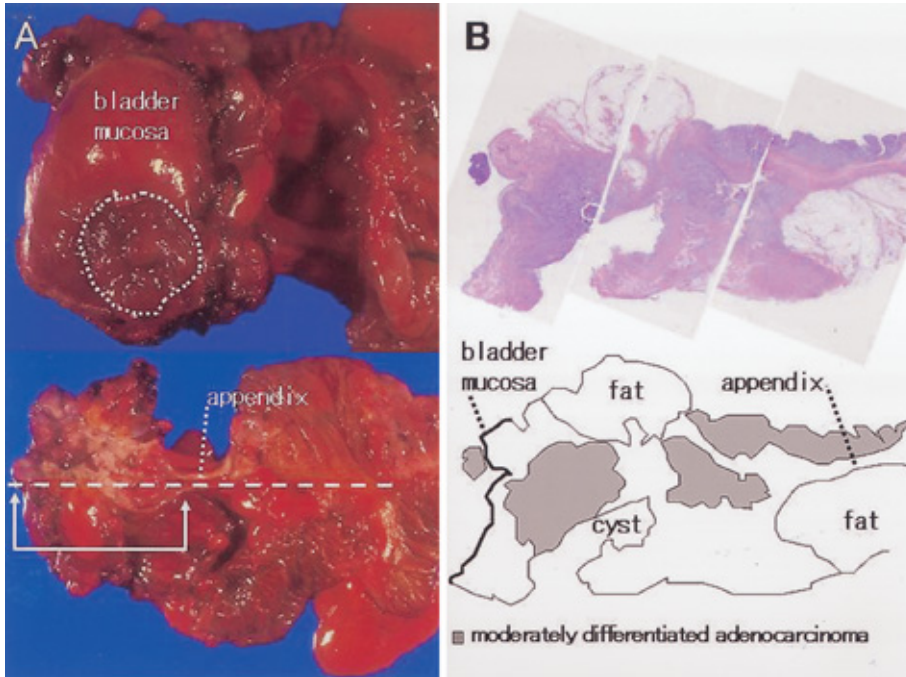 A
bladder
mucosa
appendix
B
bladder
mucosa
fat
appendix
cyst
fat
moderately differentiated adenocarcinoma